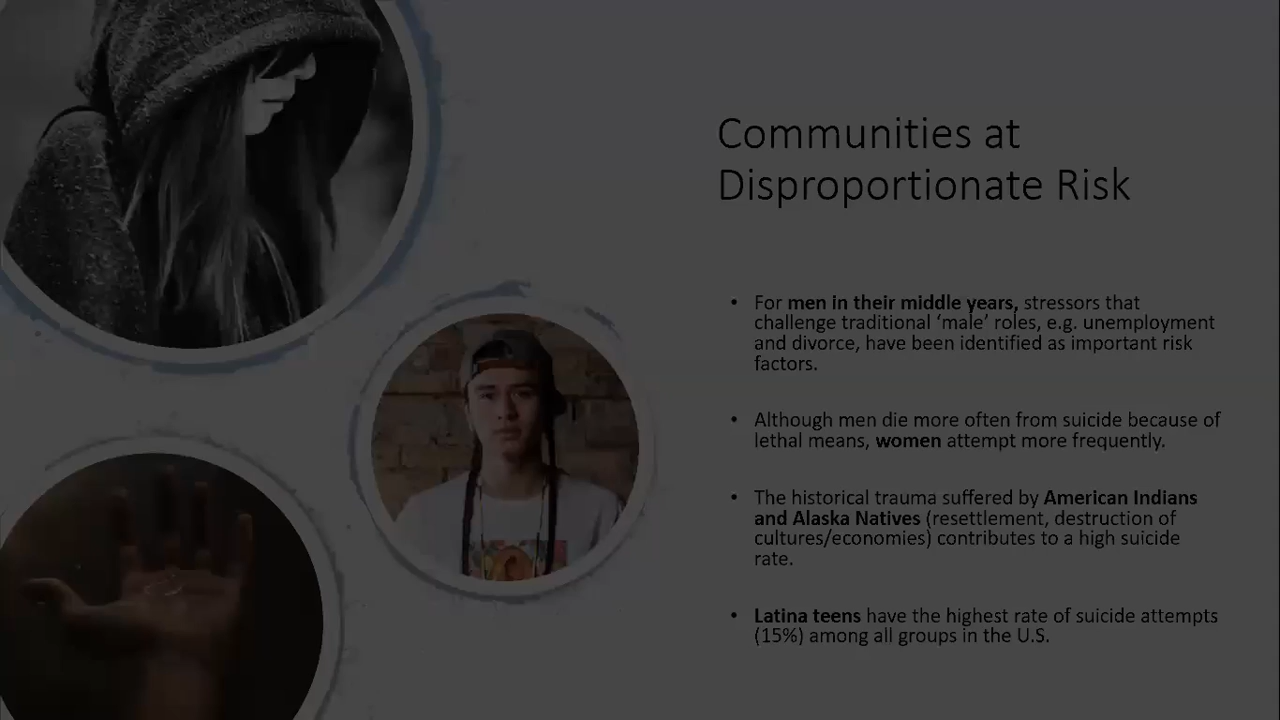 Communities at
Disproportionate Risk
• For men in their middle years, stressors that
challenge traditional ‘male’ roles, e.g. unemployment
and divorce, have been identified as important risk
factors.
• Although men die more often from suicide because of
lethal means, women attempt more frequently.
• The historical trauma suffered by American Indians
and Alaska Natives (resettlement, destruction of
cultures/economies) contributes to a high suicide
rate.
• Latina teens have the highest rate of suicide attempts
(15%) among all groups in the U.S.